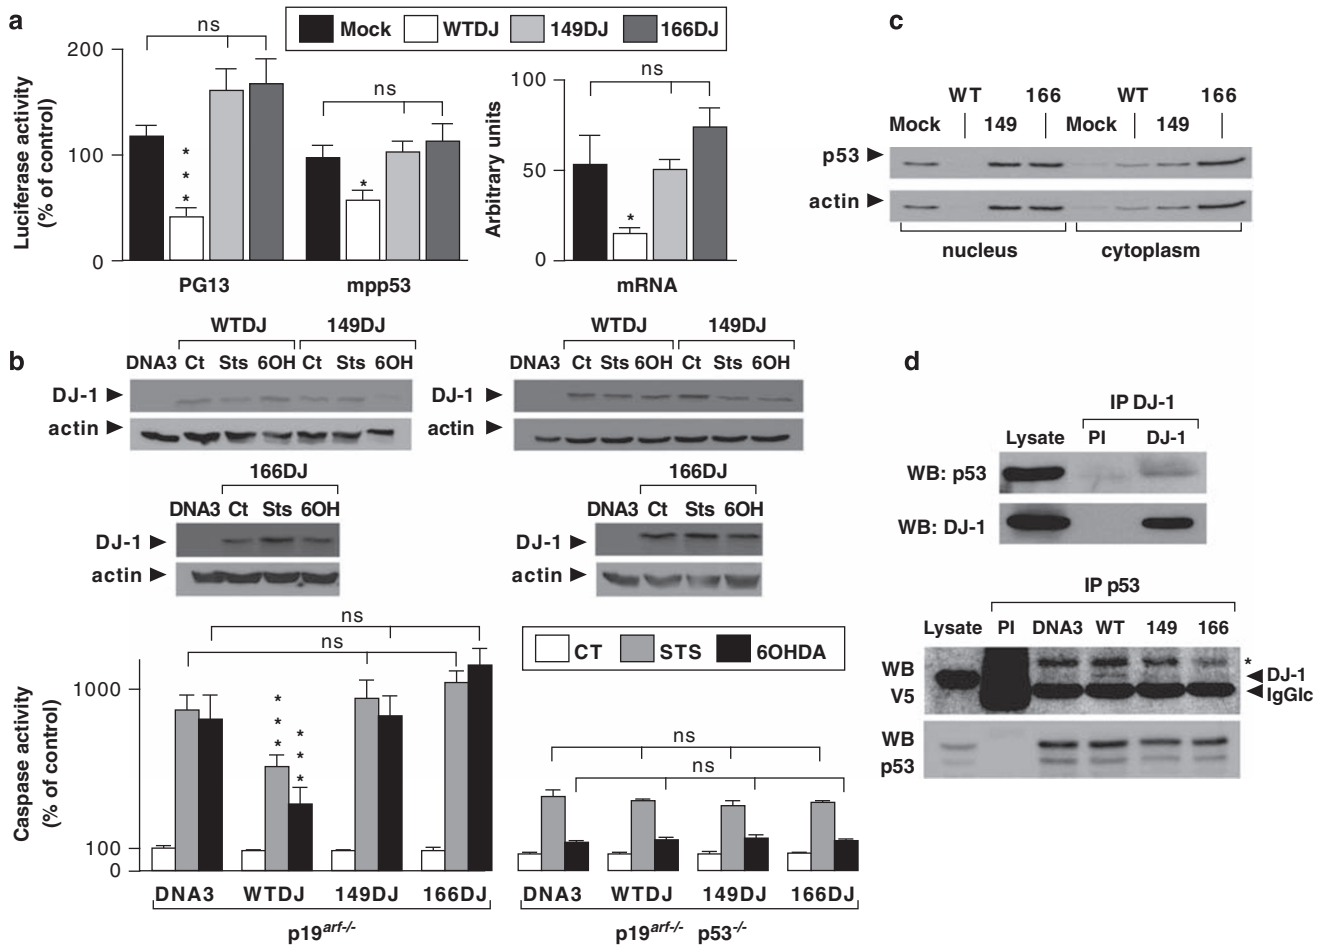 a
Mock WTDJ 149DJ 166DJ
Luciferase activity
(% of control)
200
100
0
ns
***
ns
*
PG13 mpp53
Arbitrary units
100
50
0
ns
*
mRNA
c
WT 166 WT 166
Mock 149 Mock 149
p53
actin
nucleus cytoplasm
b
WTDJ 149DJ
DNA3 Ct Sts 6OH Ct Sts 6OH
DJ-1
actin
166DJ
DNA3 Ct Sts 6OH
DJ-1
actin
WTDJ 149DJ
DNA3 Ct Sts 6OH Ct Sts 6OH
DJ-1
actin
166DJ
DNA3 Ct Sts 6OH
DJ-1
actin
Caspase activity
(% of control)
1000
100
0
ns
ns
***
***
DNA3 WTDJ 149DJ 166DJ
p19arf-/-
CT STS 6OHDA
ns
ns
DNA3 WTDJ 149DJ 166DJ
p19arf-/- p53-/-
d
IP DJ-1
Lysate PI DJ-1
WB: p53
WB: DJ-1
IP p53
Lysate PI DNA3 WT 149 166
WB
V5
*
DJ-1
IgGlc
WB
p53